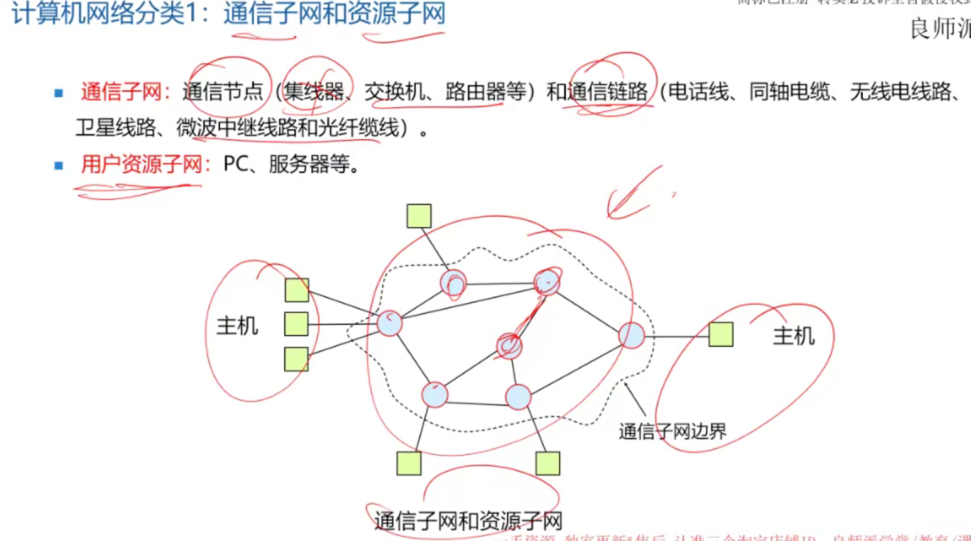 计算机网络分类1：通信子网和资源子网
良师派
通信子网：通信节点（集线器、交换机、路由器等）和通信链路（电话线、同轴电缆、无线电线路、
卫星线路、微波中继线路和光纤缆线）。
用户资源子网：PC、服务器等。
主机
主机
通信子网边界
通信子网和资源子网